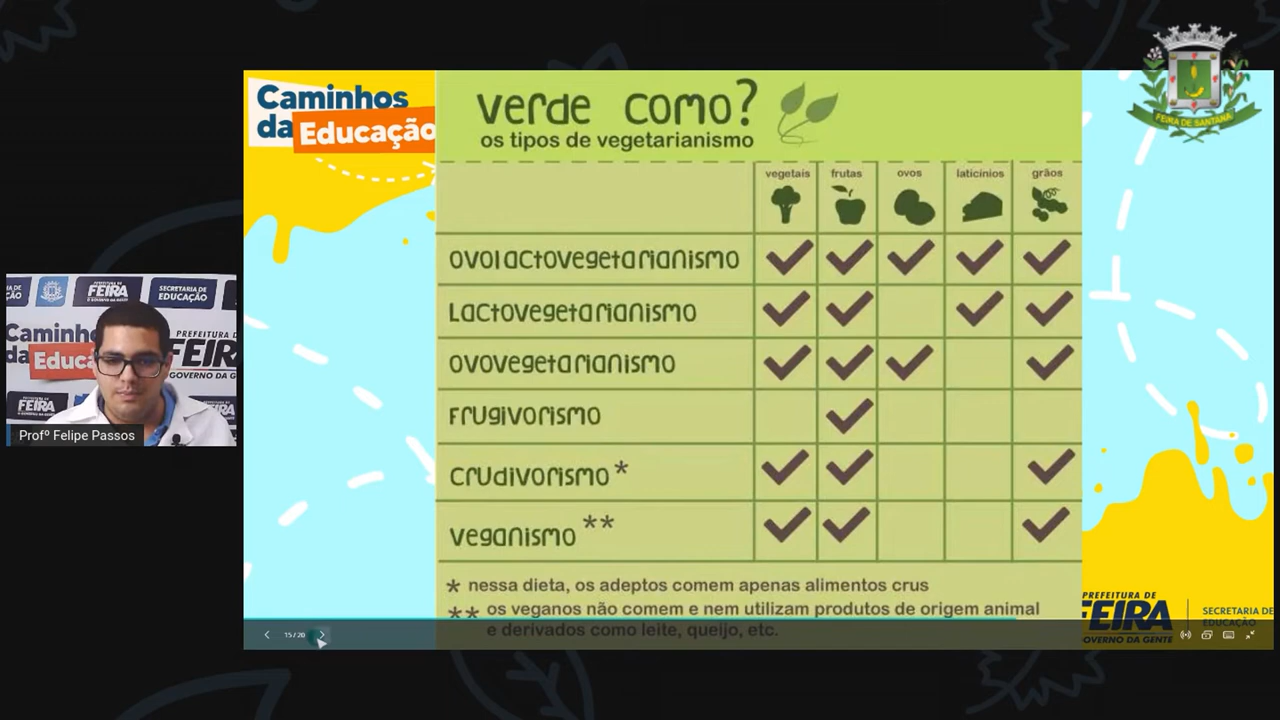 Caminhos
da Educação
verde como?
os tipos de vegetarianismo
vegetais frutas ovos laticínios grãos
ovolactovegetarianismo
Lactovegetarianismo
ovovegetarianismo
Frugivorismo
crudivorismo *
veganismo **
* nessa dieta, os adeptos comem apenas alimentos crus
** os veganos não comem e nem utilizam produtos de origem animal
e derivados como leite, queijo, etc.
15 / 20
FEIRA DE SANTANA
PREFEITURA DE
FEIRA
GOVERNO DA GENTE
SECRETARIA DE
EDUCAÇÃO
PREFEITURA DE
FEIRA
SECRETARIA DE
EDUCAÇÃO
Caminhos
da Educa
PREFEITURA D
FEIR
GOVERNO DA G
FEIRA
Profº Felipe Passos